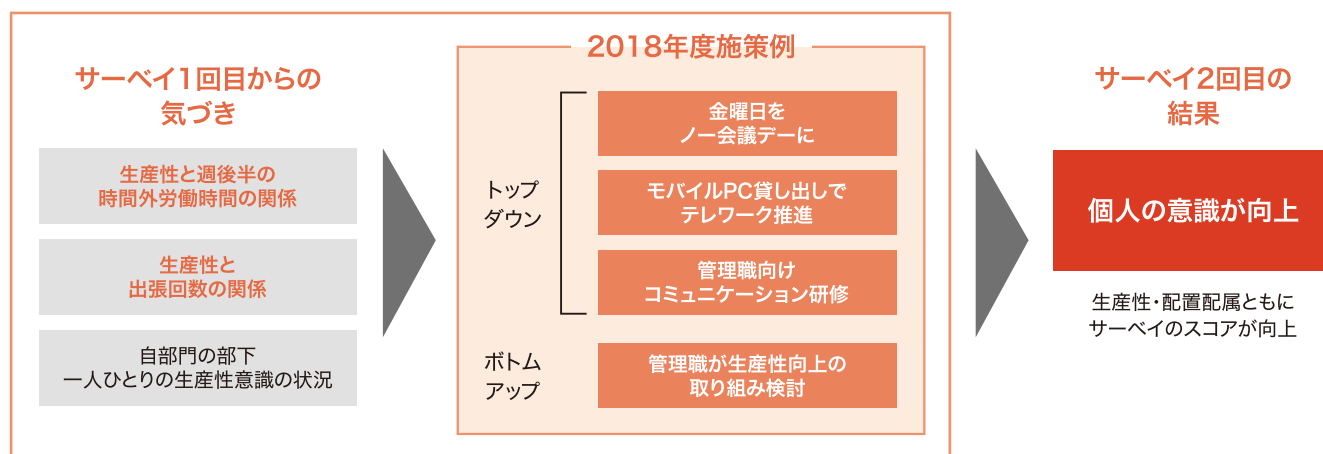 サーベイ1回目からの
気づき
生産性と週後半の
時間外労働時間の関係
生産性と
出張回数の関係
自部門の部下
一人ひとりの生産性意識の状況
2018年度施策例
トップ
ダウン
金曜日を
ノー会議デーに
モバイルPC貸し出しで
テレワーク推進
管理職向け
コミュニケーション研修
ボトム
アップ
管理職が生産性向上の
取り組み検討
サーベイ2回目の
結果
個人の意識が向上
生産性・配置配属ともに
サーベイのスコアが向上